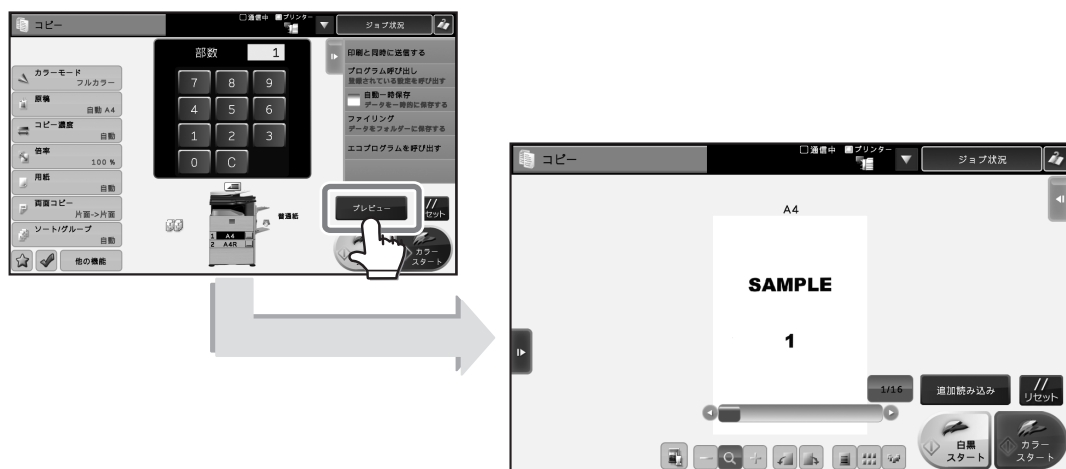 コピー
通信中 プリンター
ジョブ状況
部数 1
7 8 9
4 5 6
1 2 3
0 C
カラーモード
フルカラー
原稿
自動 A4
コピー濃度
自動
倍率
100 %
用紙
自動
両面コピー
片面->片面
ソート/グループ
自動
他の機能
1 A4
2 A4R
普通紙
印刷と同時に送信する
プログラム呼び出し
登録されている設定を呼び出す
自動一時保存
データを一時的に保存する
ファイリング
データをフォルダーに保存する
エコプログラムを呼び出す
プレビュー
セット
カラー
スタート
コピー
通信中 プリンター
ジョブ状況
A4
SAMPLE
1
1/16
追加読み込み
リセット
白黒
スタート
カラー
スタート